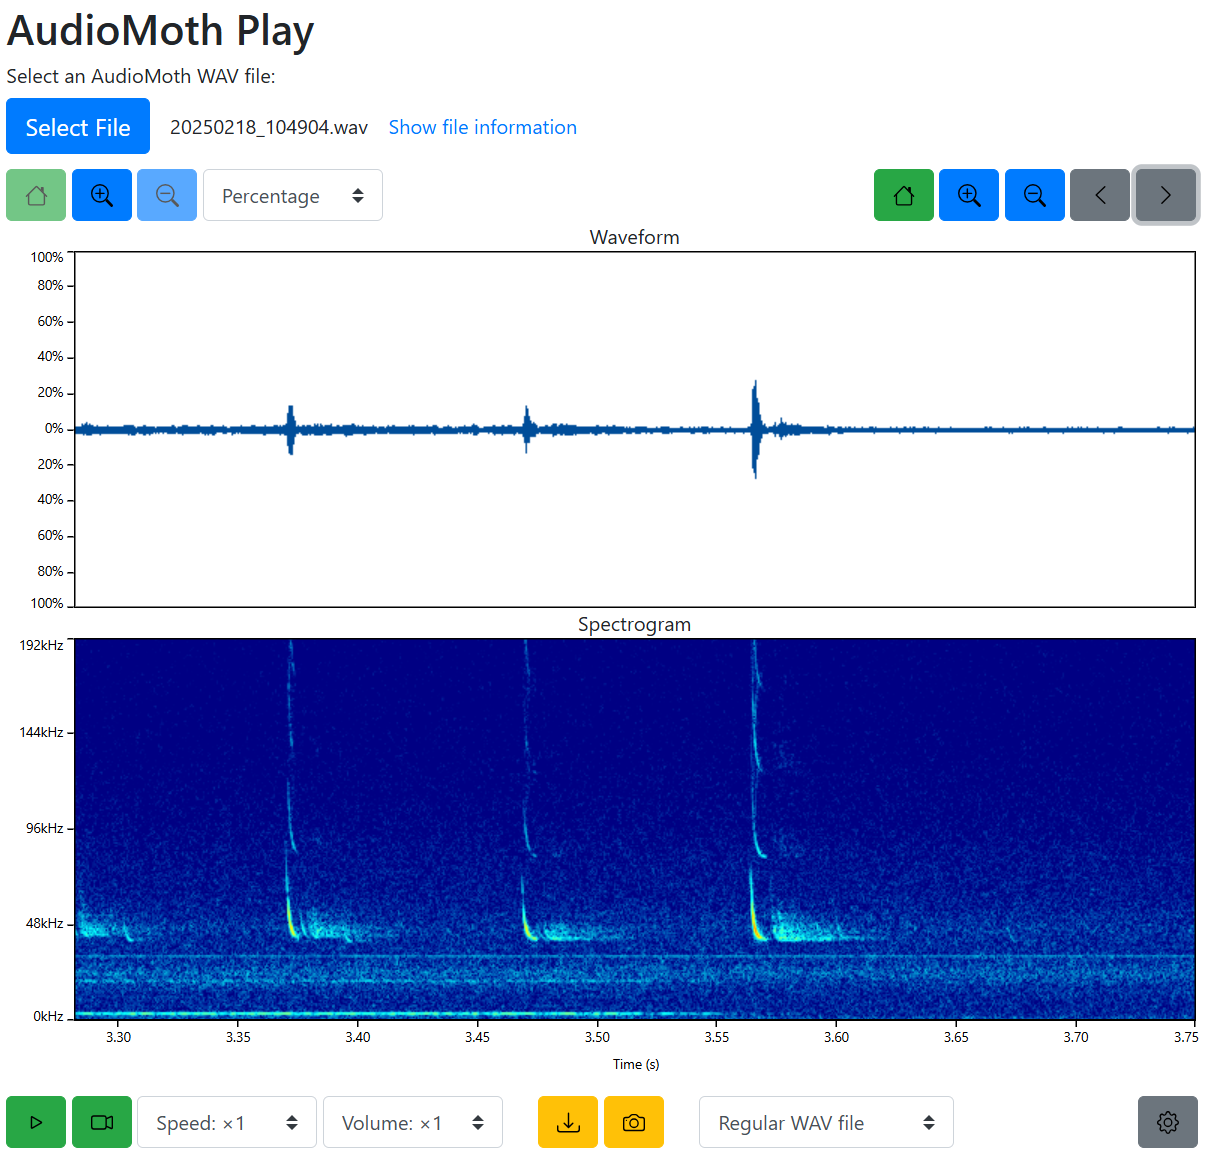 AudioMoth Play
Select an AudioMoth WAV file:
Select File 20250218_104904.wav Show file information
Percentage
Waveform
100%
80%
60%
40%
20%
0%
20%
40%
60%
80%
100%
Spectrogram
192kHz
144kHz
96kHz
48kHz
0kHz
3.30 3.35 3.40 3.45 3.50 3.55 3.60 3.65 3.70 3.75
Time (s)
Speed: ×1 Volume: ×1 Regular WAV file